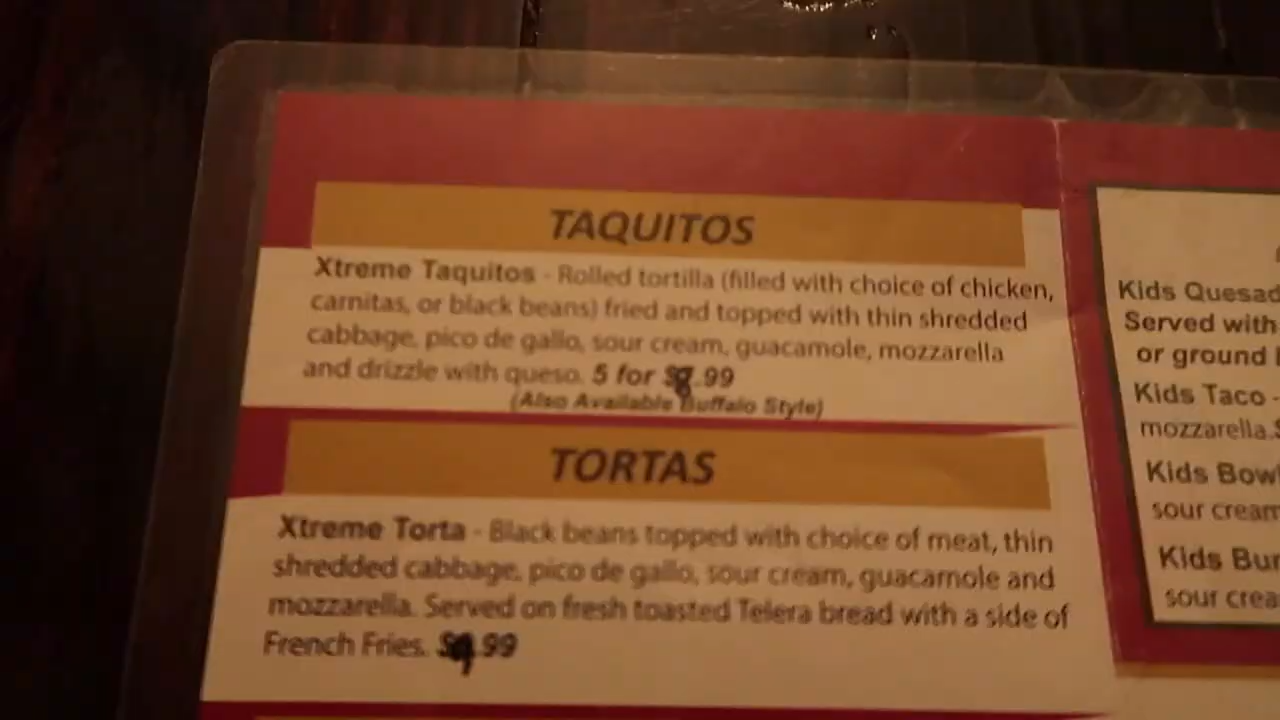 TAQUITOS
Xtreme Taquitos - Rolled tortilla (filled with choice of chicken,
carnitas, or black beans) fried and topped with thin shredded
cabbage, pico de gallo, sour cream, guacamole, mozzarella
and drizzle with queso. 5 for $8.99
(Also Available Buffalo Style)
TORTAS
Xtreme Torta - Black beans topped with choice of meat, thin
shredded cabbage, pico de gallo, sour cream, guacamole and
mozzarella. Served on fresh toasted Telera bread with a side of
French Fries. $9.99
Kids
Served with
or ground
Kids Taco -
mozzarella.
Kids
sour cream
Kids
sour